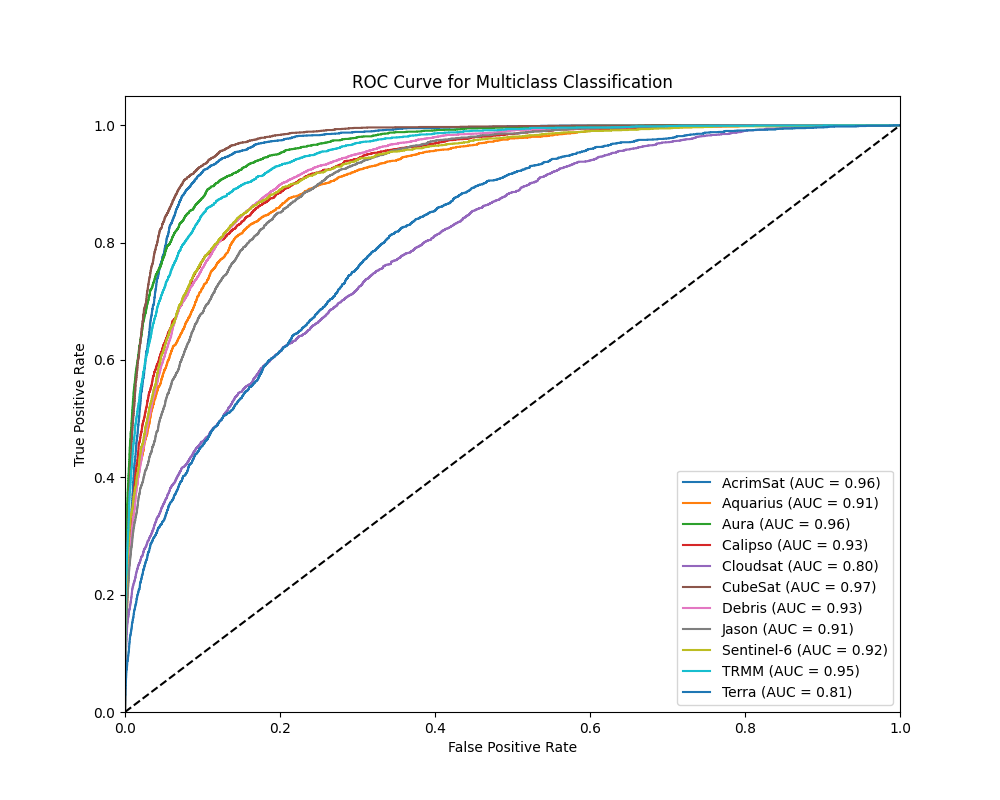 ROC Curve for Multiclass Classification
1.0
0.8
0.6
0.4
0.2
0.0
True Positive Rate
AcrimSat (AUC = 0.96)
Aquarius (AUC = 0.91)
Aura (AUC = 0.96)
Calipso (AUC = 0.93)
Cloudsat (AUC = 0.80)
CubeSat (AUC = 0.97)
Debris (AUC = 0.93)
Jason (AUC = 0.91)
Sentinel-6 (AUC = 0.92)
TRMM (AUC = 0.95)
Terra (AUC = 0.81)
0.0 0.2 0.4 0.6 0.8 1.0
False Positive Rate